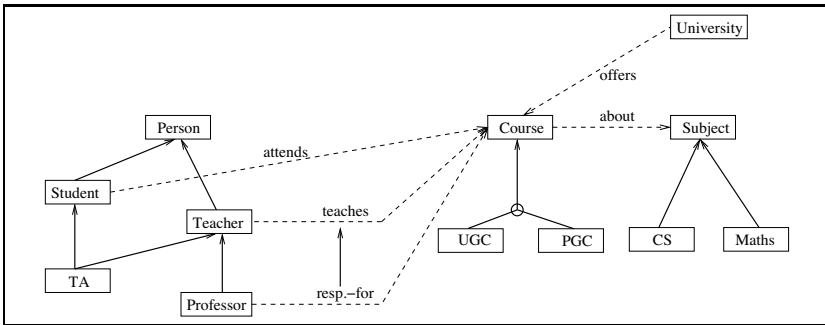 University
offers
Person
Course
about
Subject
attends
Student
Teacher
teaches
UGC
PGC
CS
Maths
TA
Professor
resp.-for